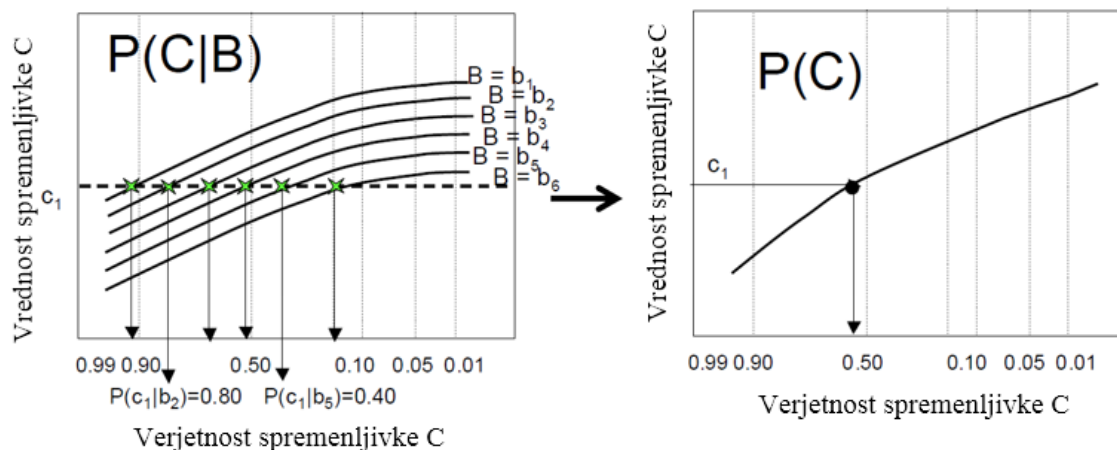 Vrednost spremenljivke C
P(C|B)
B = b1
B = b2
B = b3
B = b4
B = b5
B = b6
c1
0.99 0.90 0.50 0.10 0.05 0.01
P(c1|b2)=0.80 P(c1|b5)=0.40
Verjetnost spremenljivke C
Vrednost spremenljivke C
P(C)
c1
0.99 0.90 0.50 0.10 0.05 0.01
Verjetnost spremenljivke C